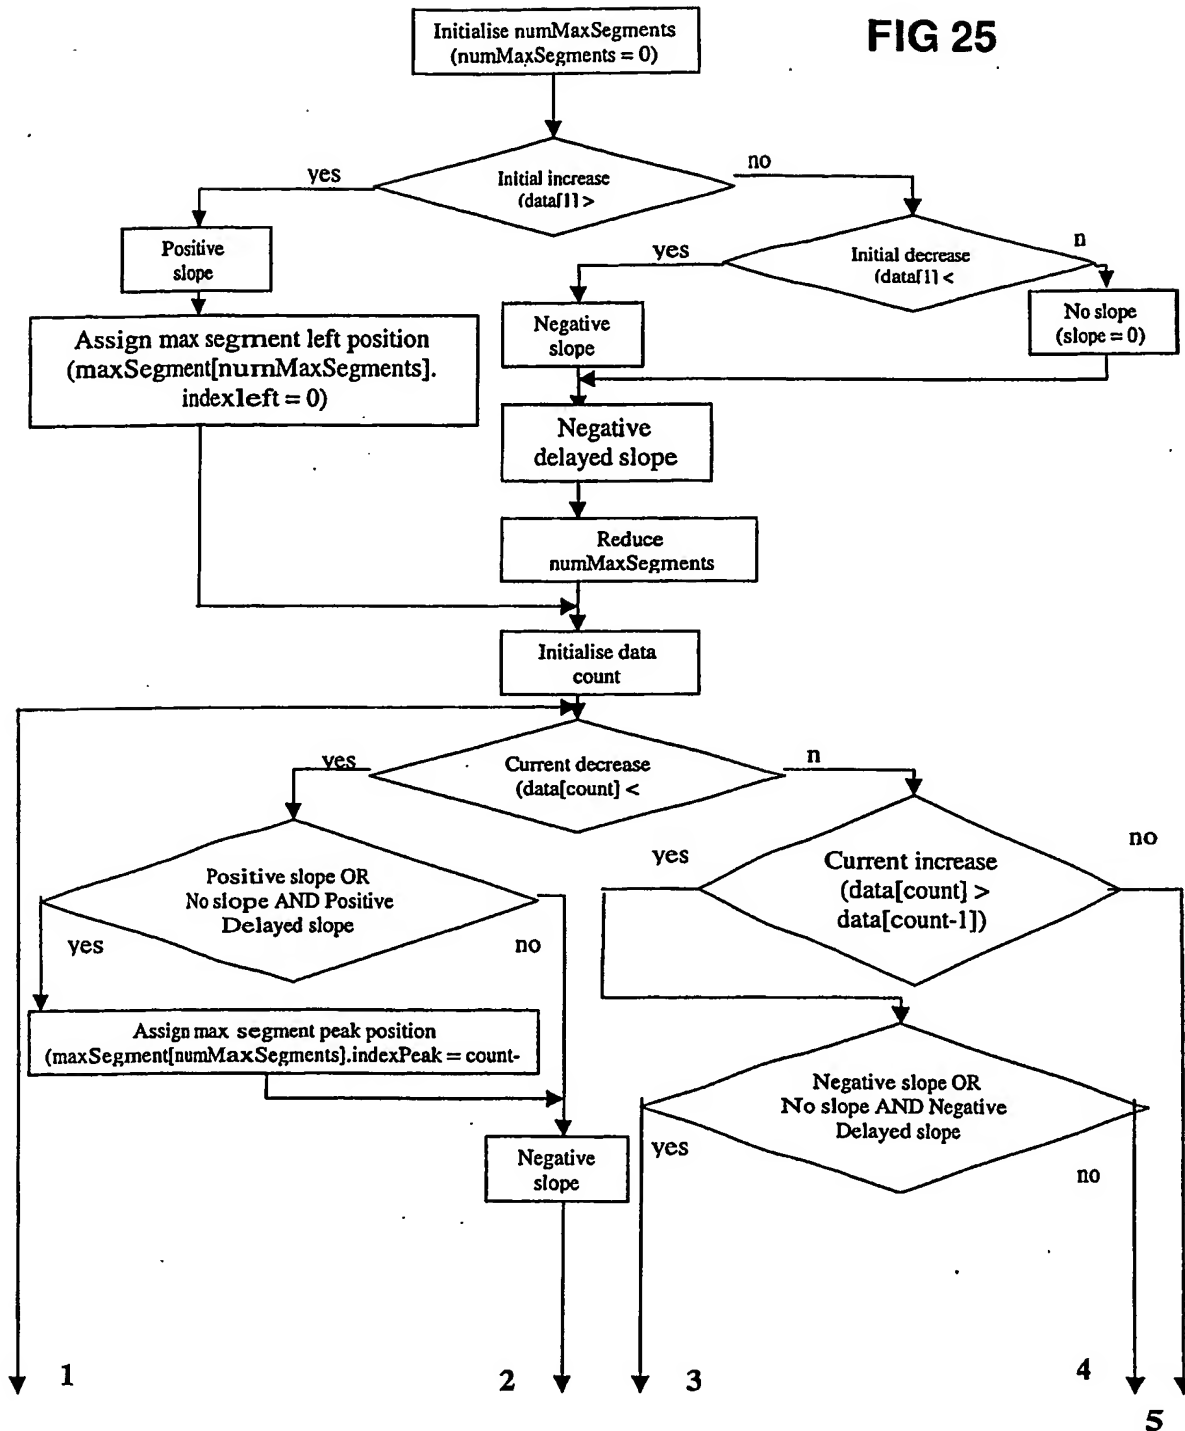 FIG 25
Initialise numMaxSegments
(numMaxSegments = 0)
yes
Initial increase
(data[1] >
no
Positive
slope
yes
Initial decrease
(data[1] <
n
Assign max segment left position
(maxSegment[numMaxSegments].
indexleft = 0)
Negative
slope
No slope
(slope = 0)
Negative
delayed slope
Reduce
numMaxSegments
Initialise data
count
yes
Current decrease
(data[count] <
n
Positive slope OR
No slope AND Positive
Delayed slope
yes
no
yes
Current increase
(data[count] >
data[count-1])
no
Assign max segment peak position
(maxSegment[numMaxSegments].indexPeak = count-
Negative slope OR
No slope AND Negative
Delayed slope
yes
no
Negative
slope
1
2
3
4
5